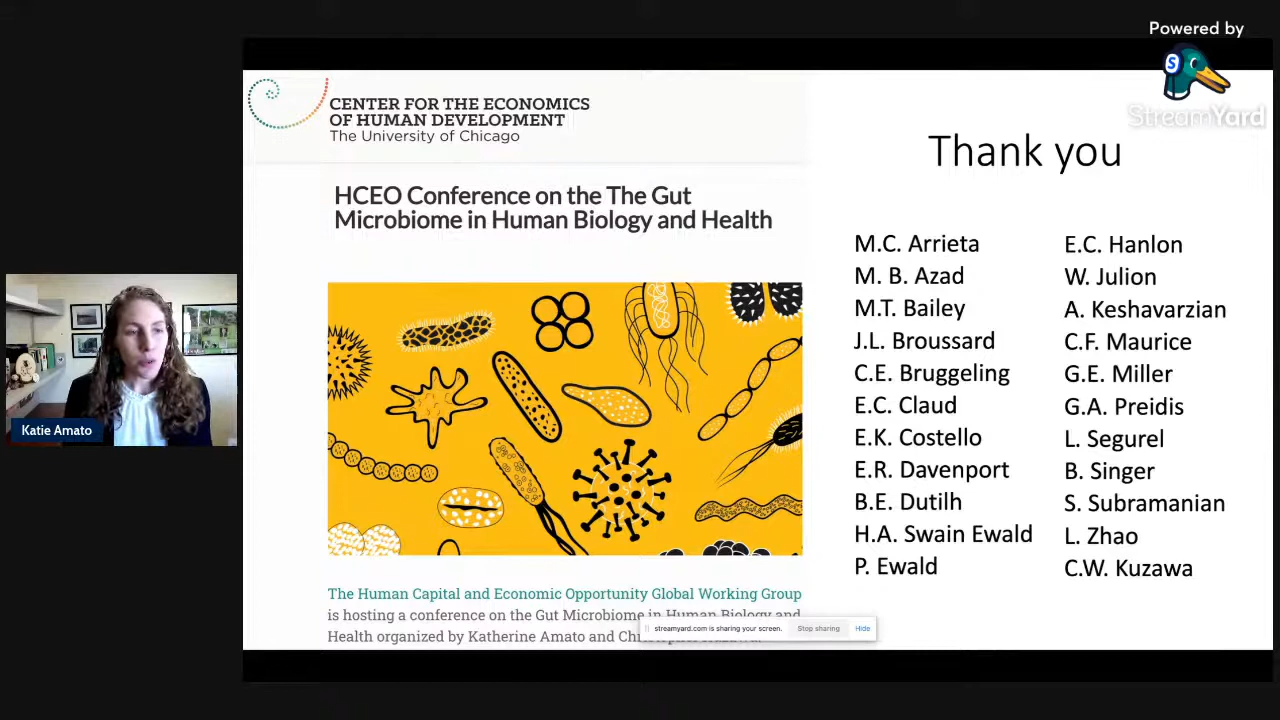 Powered by
StreamYard
CENTER FOR THE ECONOMICS
OF HUMAN DEVELOPMENT
The University of Chicago
HCEO Conference on the The Gut
Microbiome in Human Biology and Health
The Human Capital and Economic Opportunity Global Working Group
is hosting a conference on the Gut Microbiome in Human Biology and
Health organized by Katherine Amato and
streamyard.com is sharing your screen.
Stop sharing
Hide
Thank you
M.C. Arrieta
M. B. Azad
M.T. Bailey
J.L. Broussard
C.E. Bruggeling
E.C. Claud
E.K. Costello
E.R. Davenport
B.E. Dutilh
H.A. Swain Ewald
P. Ewald
E.C. Hanlon
W. Julion
A. Keshavarzian
C.F. Maurice
G.E. Miller
G.A. Preidis
L. Segurel
B. Singer
S. Subramanian
L. Zhao
C.W. Kuzawa
Katie Amato